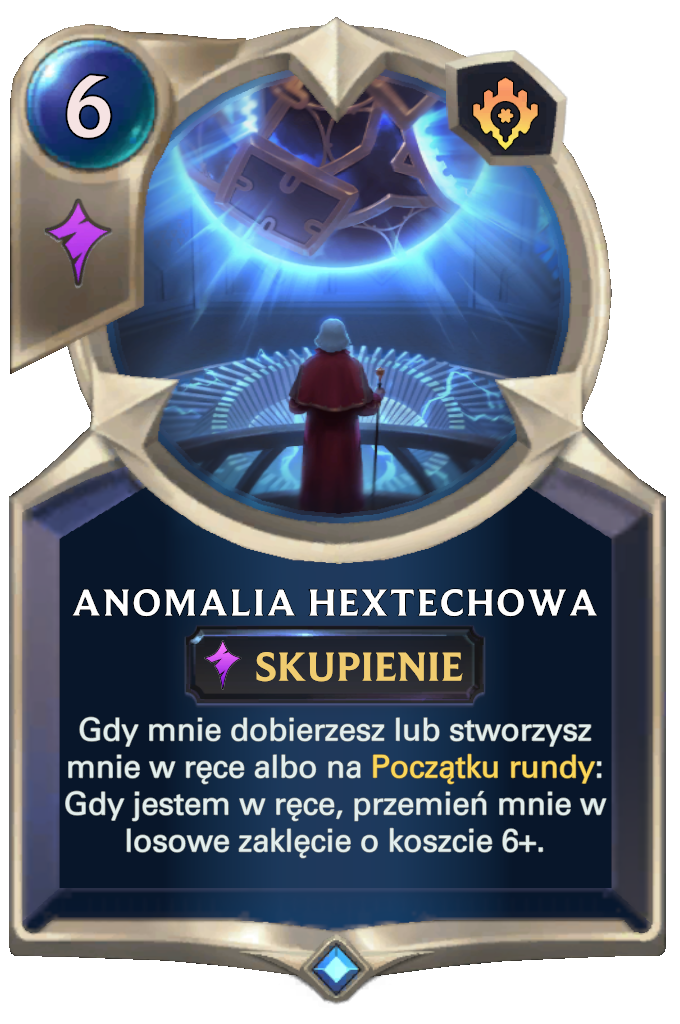 6
ANOMALIA HEXTECHOWA
SKUPIENIE
Gdy mnie dobierzesz lub stworzysz
mnie w ręce albo na Początku rundy:
Gdy jestem w ręce, przemień mnie w
losowe zaklęcie o koszcie 6+.